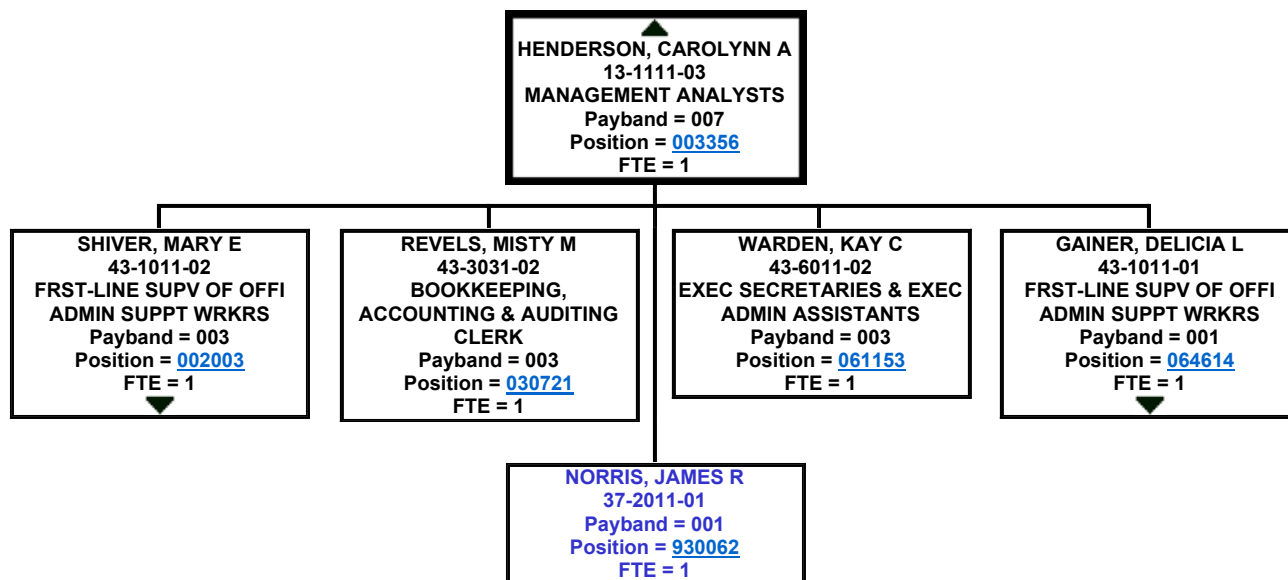 HENDERSON, CAROLYNN A
13-1111-03
MANAGEMENT ANALYSTS
Payband = 007
Position = 003356
FTE = 1
SHIVER, MARY E
43-1011-02
FRST-LINE SUPV OF OFFI
ADMIN SUPPT WRKRS
Payband = 003
Position = 002003
FTE = 1
REVELS, MISTY M
43-3031-02
BOOKKEEPING,
ACCOUNTING & AUDITING
CLERK
Payband = 003
Position = 030721
FTE = 1
WARDEN, KAY C
43-6011-02
EXEC SECRETARIES & EXEC
ADMIN ASSISTANTS
Payband = 003
Position = 061153
FTE = 1
GAINER, DELICIA L
43-1011-01
FRST-LINE SUPV OF OFFI
ADMIN SUPPT WRKRS
Payband = 001
Position = 064614
FTE = 1
NORRIS, JAMES R
37-2011-01
Payband = 001
Position = 930062
FTE = 1